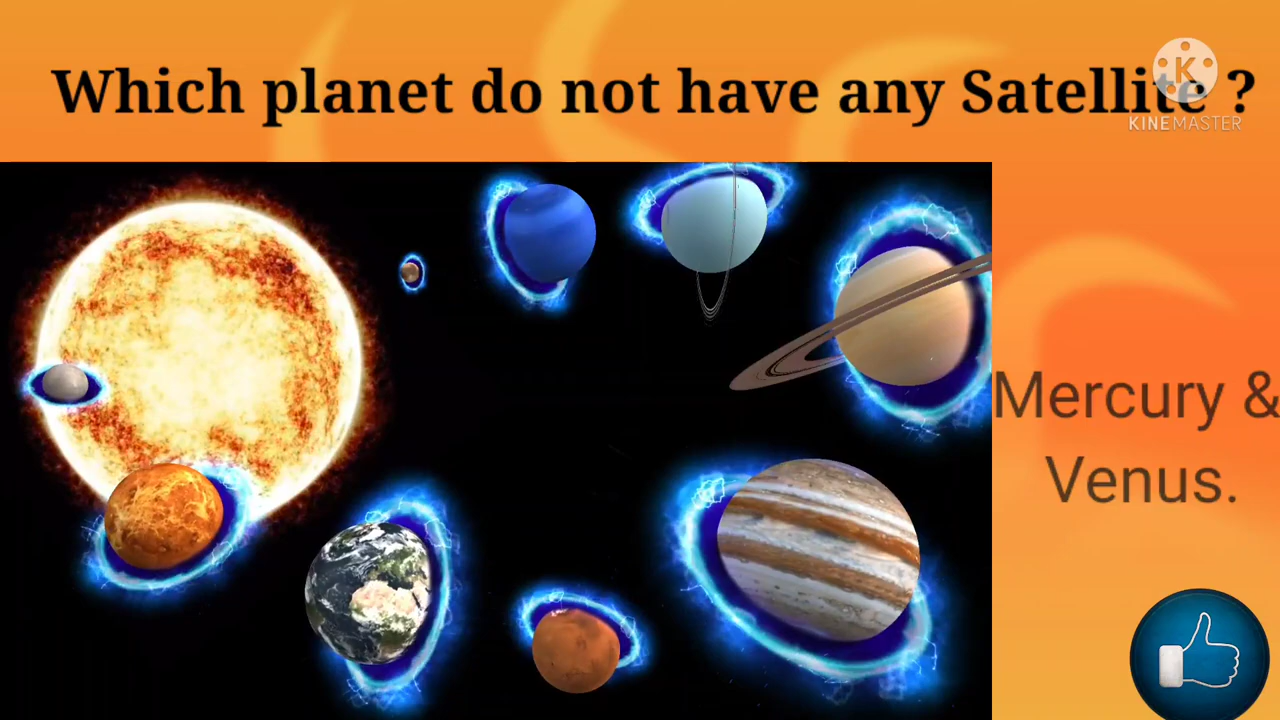 Which planet do not have any Satellite ?
KINEMASTER
Mercury &
Venus.